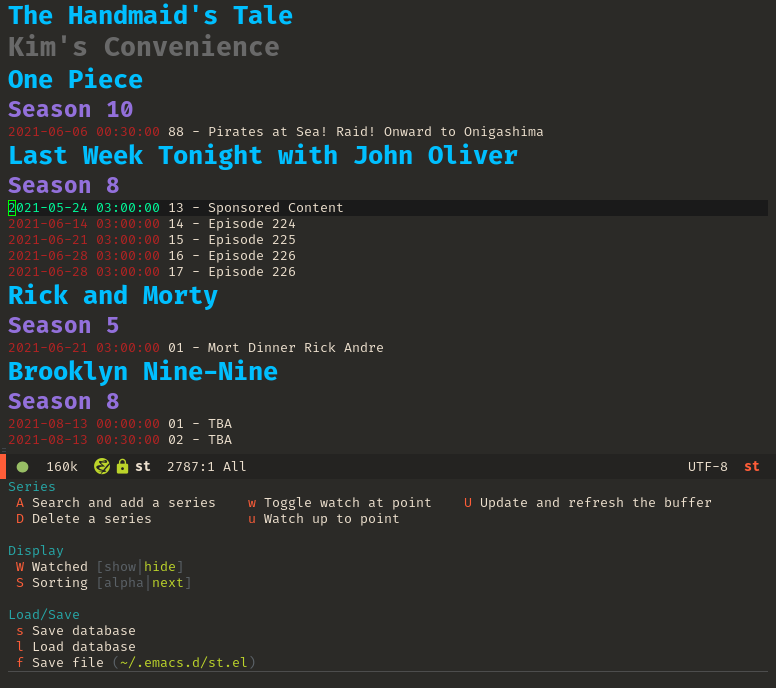 The Handmaid's Tale
Kim's Convenience
One Piece
Season 10
2021-06-06 00:30:00 88 - Pirates at Sea! Raid! Onward to Onigashima
Last Week Tonight with John Oliver
Season 8
2021-05-24 03:00:00 13 - Sponsored Content
2021-06-14 03:00:00 14 - Episode 224
2021-06-21 03:00:00 15 - Episode 225
2021-06-28 03:00:00 16 - Episode 226
2021-06-28 03:00:00 17 - Episode 226
Rick and Morty
Season 5
2021-06-21 03:00:00 01 - Mort Dinner Rick Andre
Brooklyn Nine-Nine
Season 8
2021-08-13 00:00:00 01 - TBA
2021-08-13 00:30:00 02 - TBA
160k st 2787:1 All UTF-8 st
Series
A Search and add a series w Toggle watch at point U Update and refresh the buffer
D Delete a series u Watch up to point
Display
W Watched [show|hide]
S Sorting [alpha|next]
Load/Save
s Save database
l Load database
f Save file (~/.emacs.d/st.el)